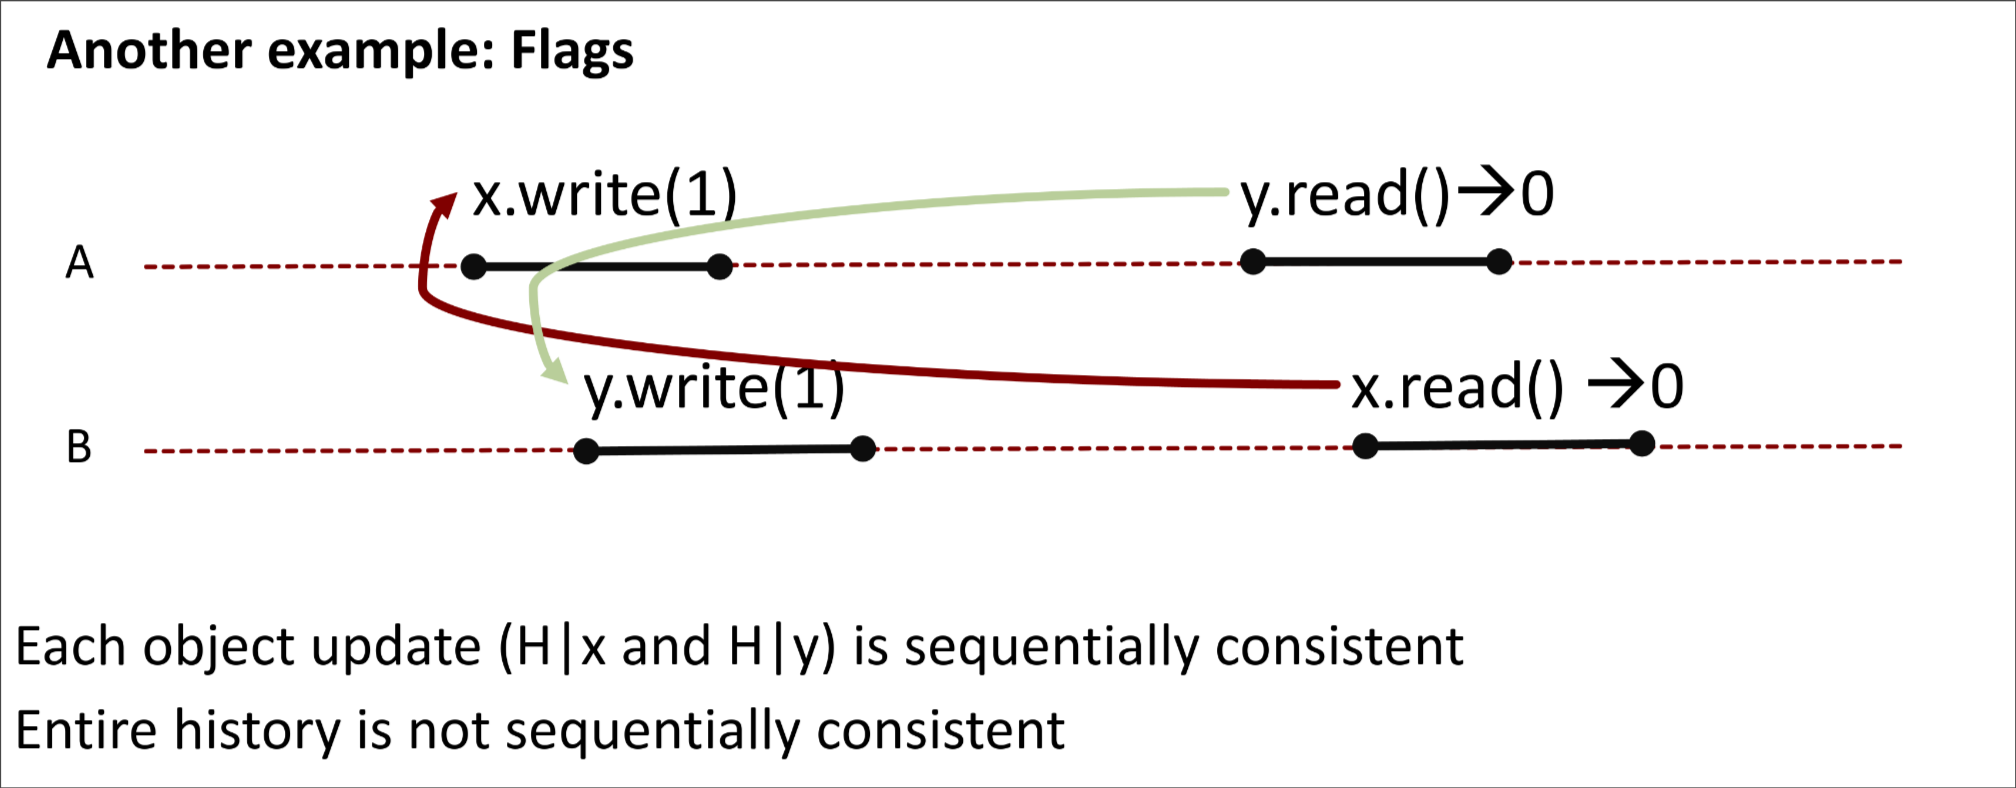 Another example: Flags
x.write(1) y.read()→0
A
y.write(1) x.read() →0
B
Each object update (H|x and H|y) is sequentially consistent
Entire history is not sequentially consistent